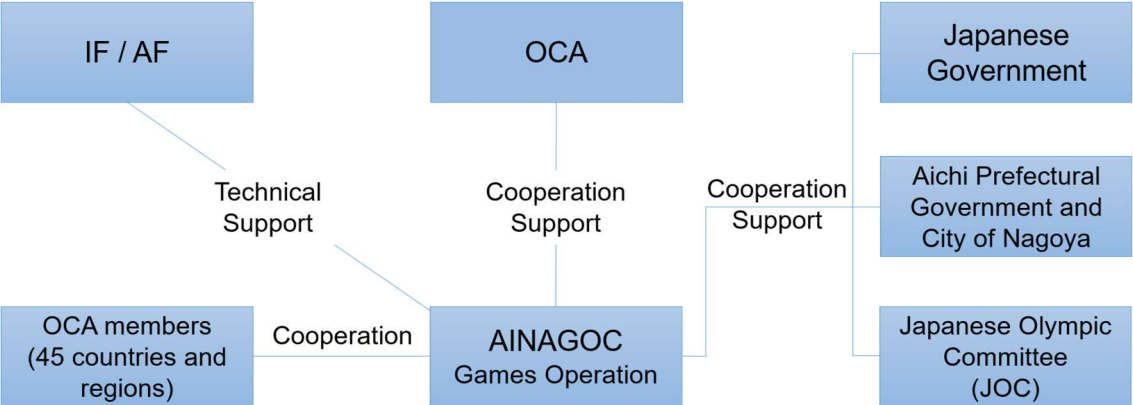 IF / AF
OCA
Japanese
Government
Technical
Support
Cooperation
Support
Cooperation
Support
Aichi Prefectural
Government and
City of Nagoya
OCA members
(45 countries and
regions)
Cooperation
AINAGOC
Games Operation
Japanese Olympic
Committee
(JOC)